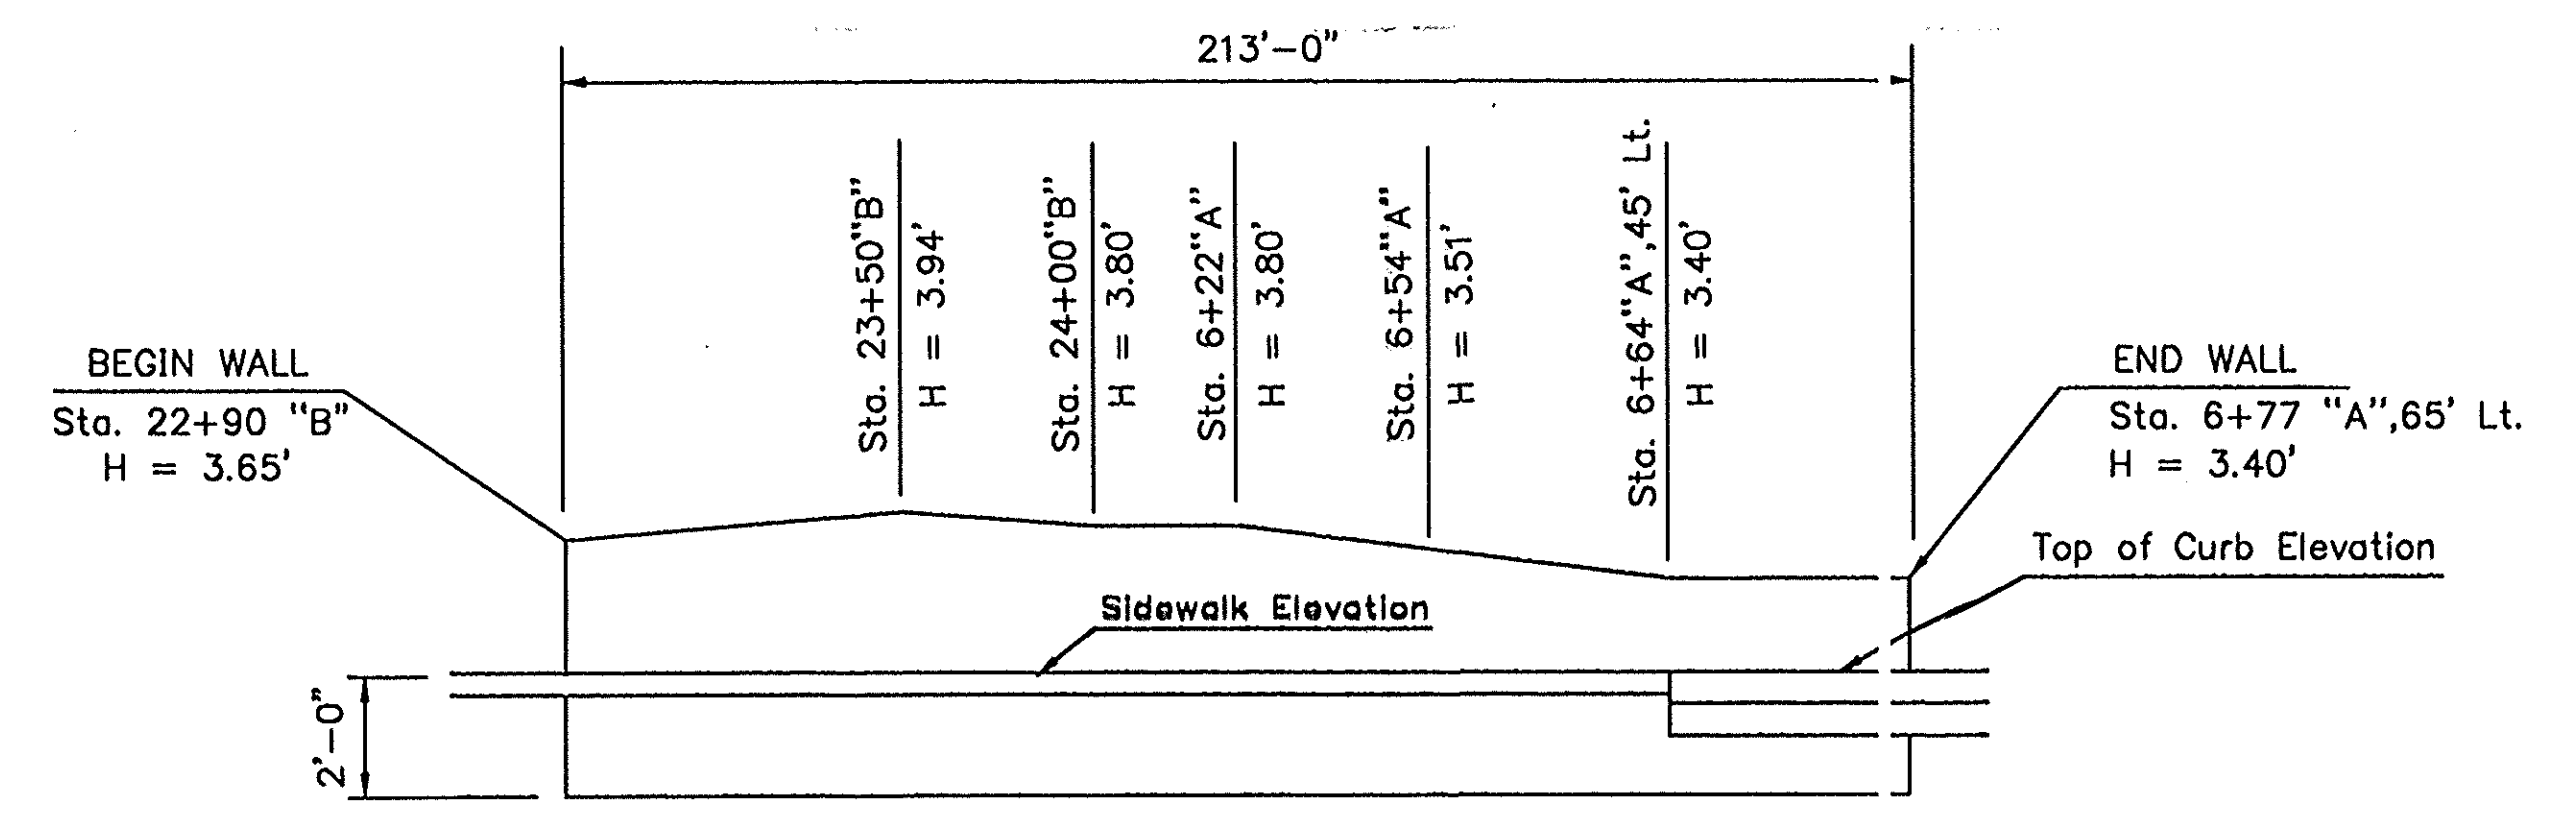 213'-0"
Sta. 23+50"B"
H = 3.94'
Sta. 24+00"B"
H = 3.80'
Sta. 6+22"A"
H = 3.80'
Sta. 6+54"A"
H = 3.51'
Sta. 6+64"A",45' Lt.
H = 3.40'
BEGIN WALL
Sta. 22+90 "B"
H = 3.65'
END WALL
Sta. 6+77 "A",65' Lt.
H = 3.40'
Top of Curb Elevation
Sidewalk Elevation
2'-0"